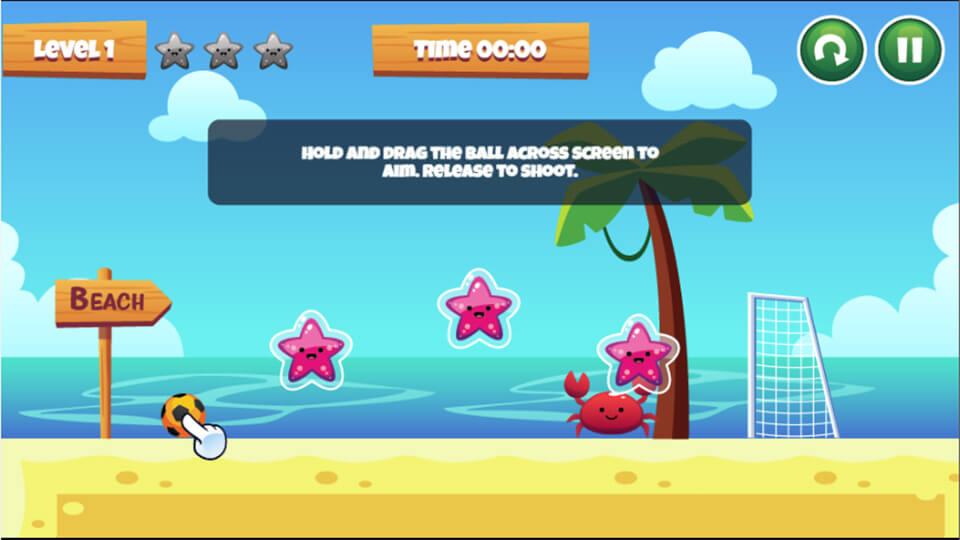 Level 1
Time 00:00
Hold and drag the ball across screen to
aim. Release to shoot.
Beach